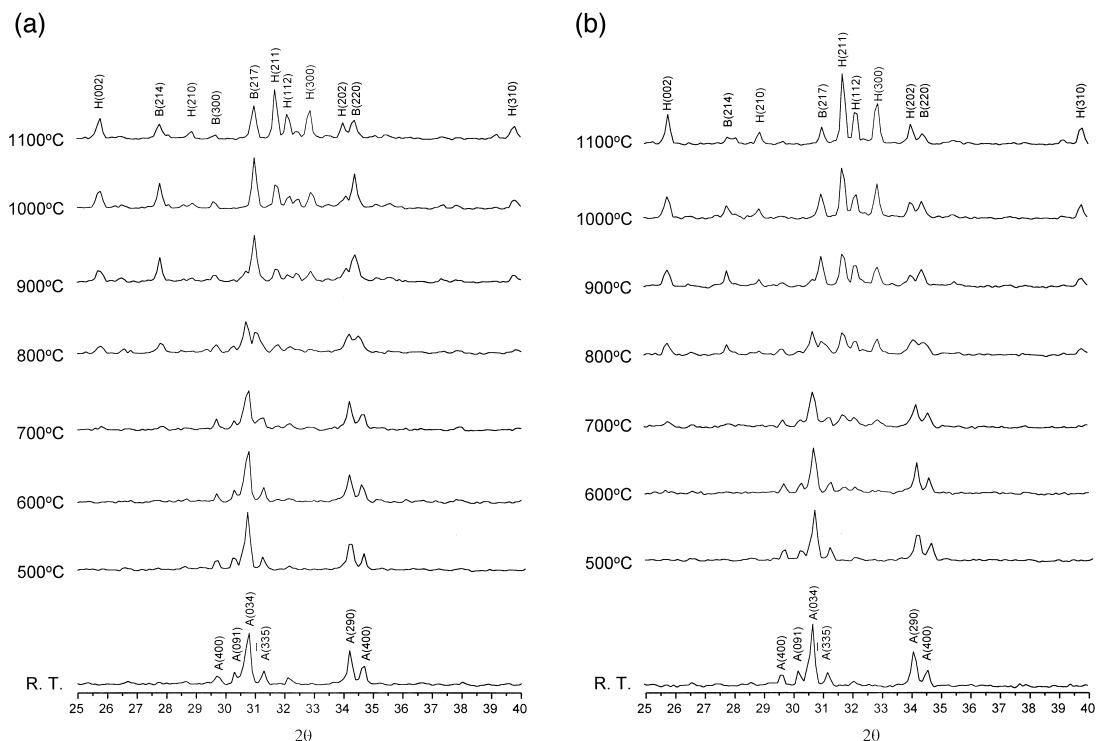 (a)
H(002)
B(214)
H(210)
B(300)
B(217)
H(211)
H(112)
H(300)
H(202)
B(220)
H(310)
1100ºC
1000ºC
900ºC
800ºC
700ºC
600ºC
500ºC
A(400)
A(091)
A(034)
A(335)
A(290)
A(400)
R. T.
25 26 27 28 29 30 31 32 33 34 35 36 37 38 39 40
2θ
(b)
H(002)
B(214)
H(210)
B(217)
H(211)
H(112)
H(300)
H(202)
B(220)
H(310)
1100ºC
1000ºC
900ºC
800ºC
700ºC
600ºC
500ºC
A(400)
A(091)
A(034)
A(335)
A(290)
A(400)
R. T.
25 26 27 28 29 30 31 32 33 34 35 36 37 38 39 40
2θ